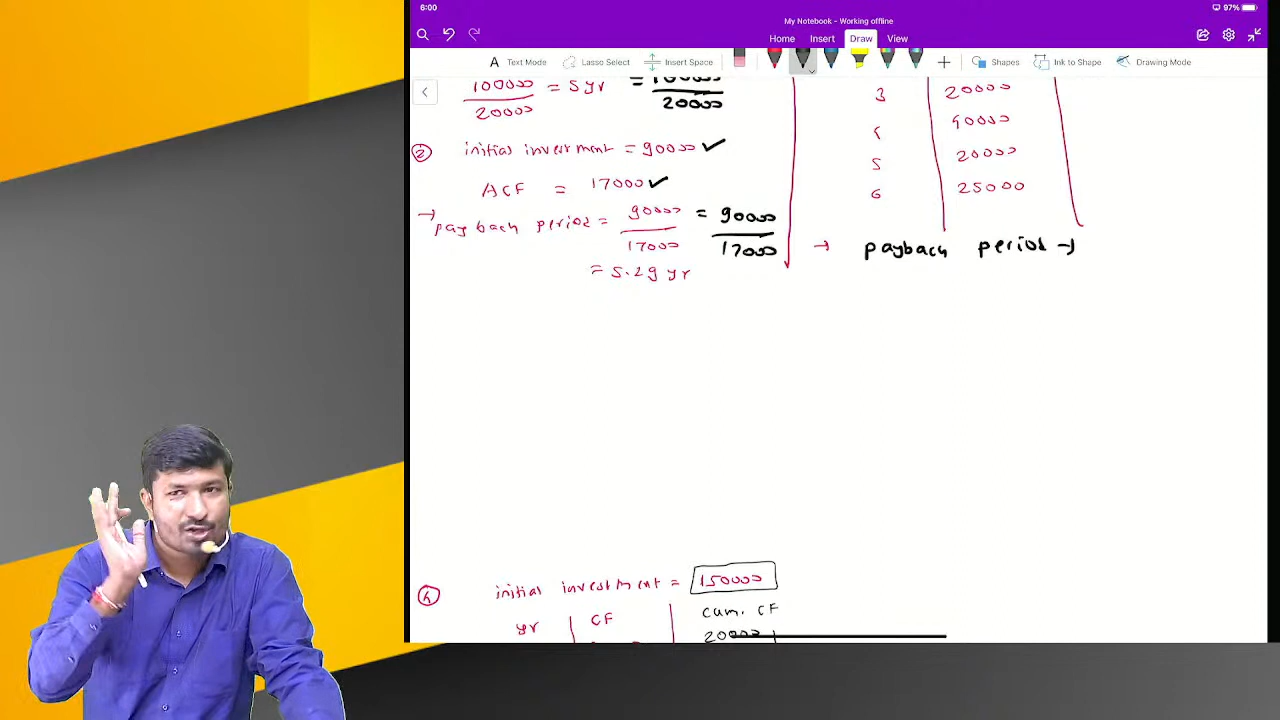 6:00
97%
My Notebook - Working offline
Home Insert Draw View
Text Mode Lasso Select Insert Space Shapes Ink to Shape Drawing Mode
100000 = 5 yr = 100000
20000 20000
② initial investment = 90000 ✓
ACF = 17000 ✓
→ payback period = 90000 = 90000
17000 17000
= 5.29 yr
3 20000
40000
5 20000
6 25000
→ payback period →
④ initial investment = 150000
yr CF cum. CF
20000